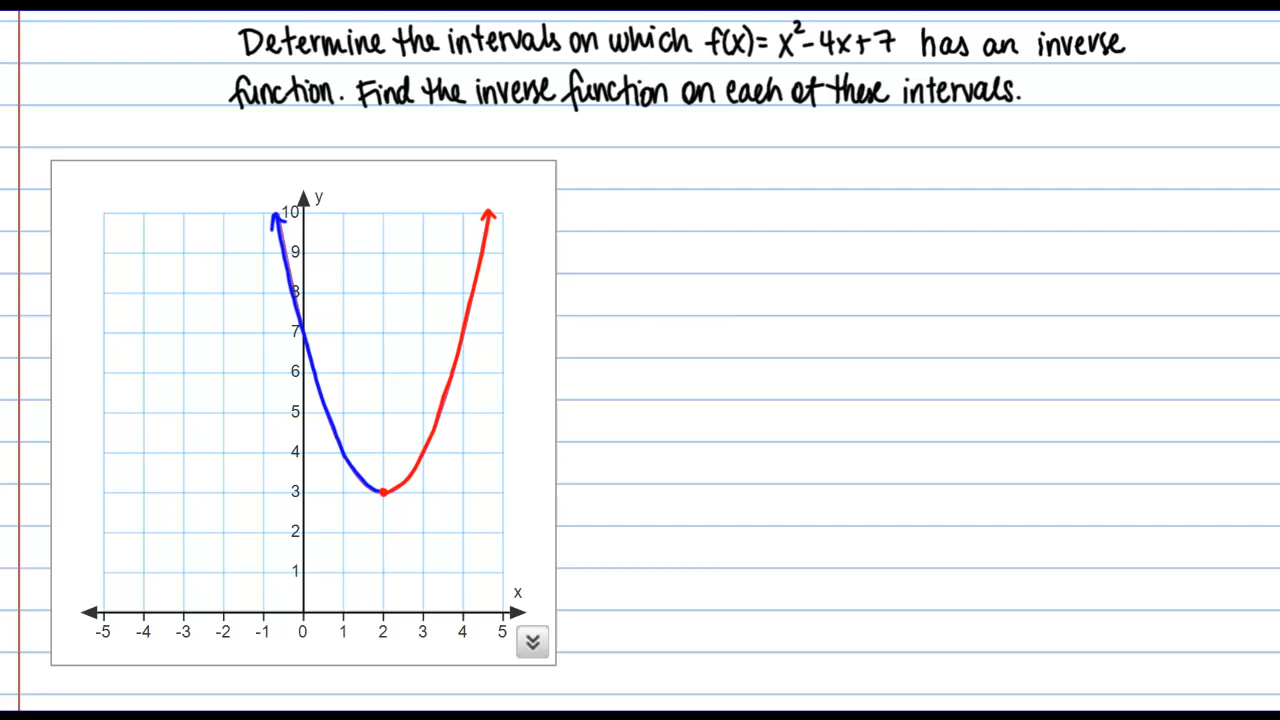 Determine the intervals on which f(x) = x² - 4x + 7 has an inverse
function. Find the inverse function on each of these intervals.
y
10
9
8
7
6
5
4
3
2
1
x
-5 -4 -3 -2 -1 0 1 2 3 4 5